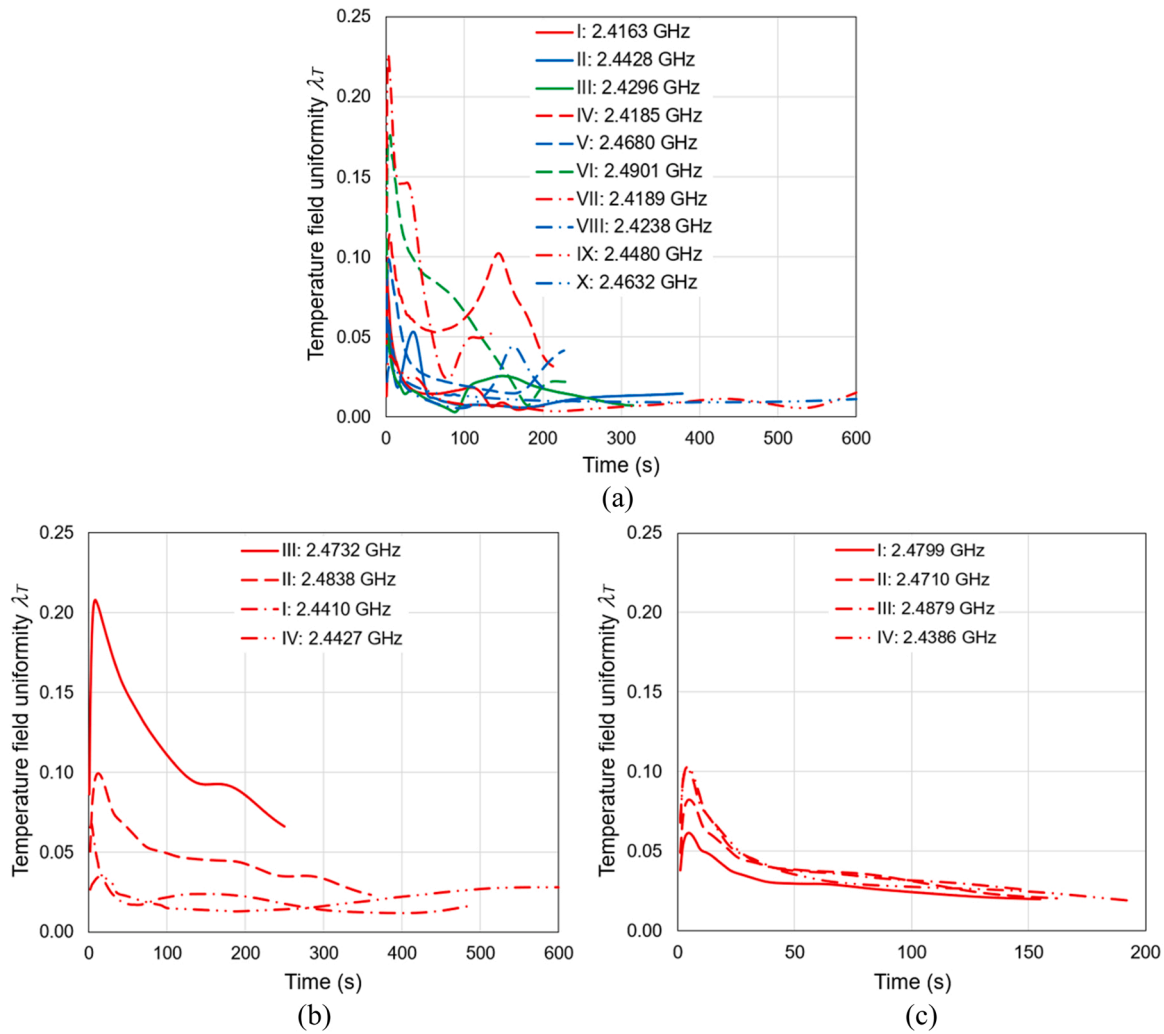 0.25
0.20
0.15
0.10
0.05
0.00
Temperature field uniformity λT
I: 2.4163 GHz
II: 2.4428 GHz
III: 2.4296 GHz
IV: 2.4185 GHz
V: 2.4680 GHz
VI: 2.4901 GHz
VII: 2.4189 GHz
VIII: 2.4238 GHz
IX: 2.4480 GHz
X: 2.4632 GHz
0 100 200 300 400 500 600
Time (s)
(a)
0.25
0.20
0.15
0.10
0.05
0.00
Temperature field uniformity λT
III: 2.4732 GHz
II: 2.4838 GHz
I: 2.4410 GHz
IV: 2.4427 GHz
0 100 200 300 400 500 600
Time (s)
(b)
0.25
0.20
0.15
0.10
0.05
0.00
Temperature field uniformity λT
I: 2.4799 GHz
II: 2.4710 GHz
III: 2.4879 GHz
IV: 2.4386 GHz
0 50 100 150 200
Time (s)
(c)